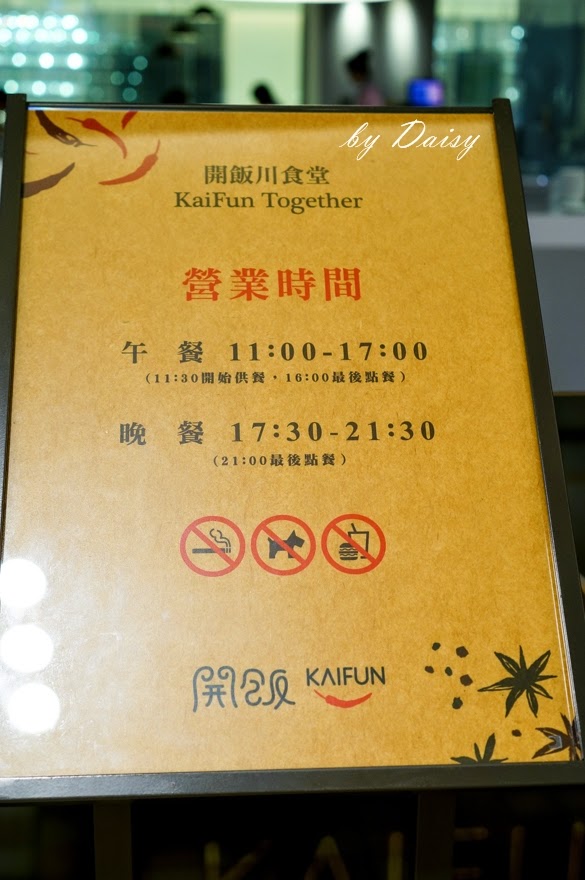 by Daisy
開飯川食堂
KaiFun Together
營業時間
午餐 11:00-17:00
(11:30開始供餐，16:00最後點餐)
晚餐 17:30-21:30
(21:00最後點餐)
開飯 KAIFUN